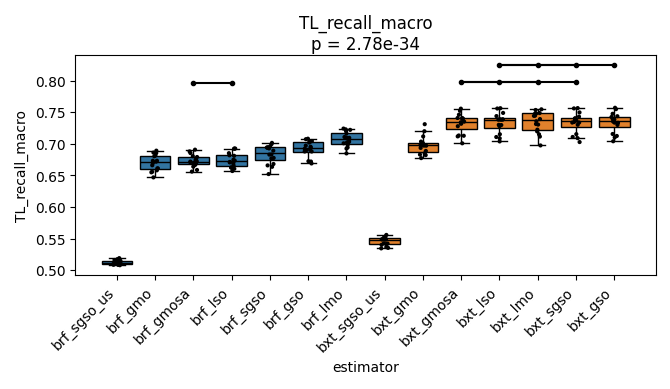 TL_recall_macro
p = 2.78e-34
TL_recall_macro
0.80
0.75
0.70
0.65
0.60
0.55
0.50
brf_sgso_us
brf_gmo
brf_gmosa
brf_lso
brf_sgso
brf_gso
brf_lmo
bxt_sgso_us
bxt_gmo
bxt_gmosa
bxt_lso
bxt_lmo
bxt_sgso
bxt_gso
estimator